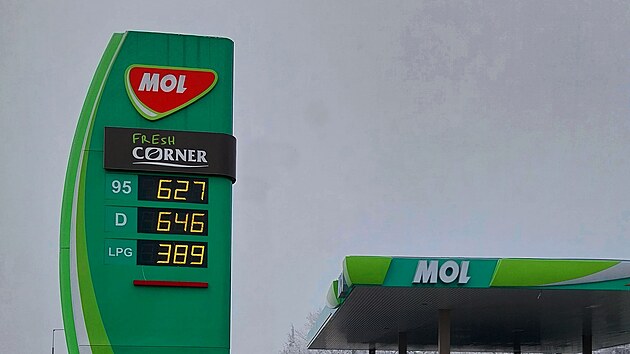 MOL
FRESH
CORNER
95 627
D 646
LPG 389
MOL